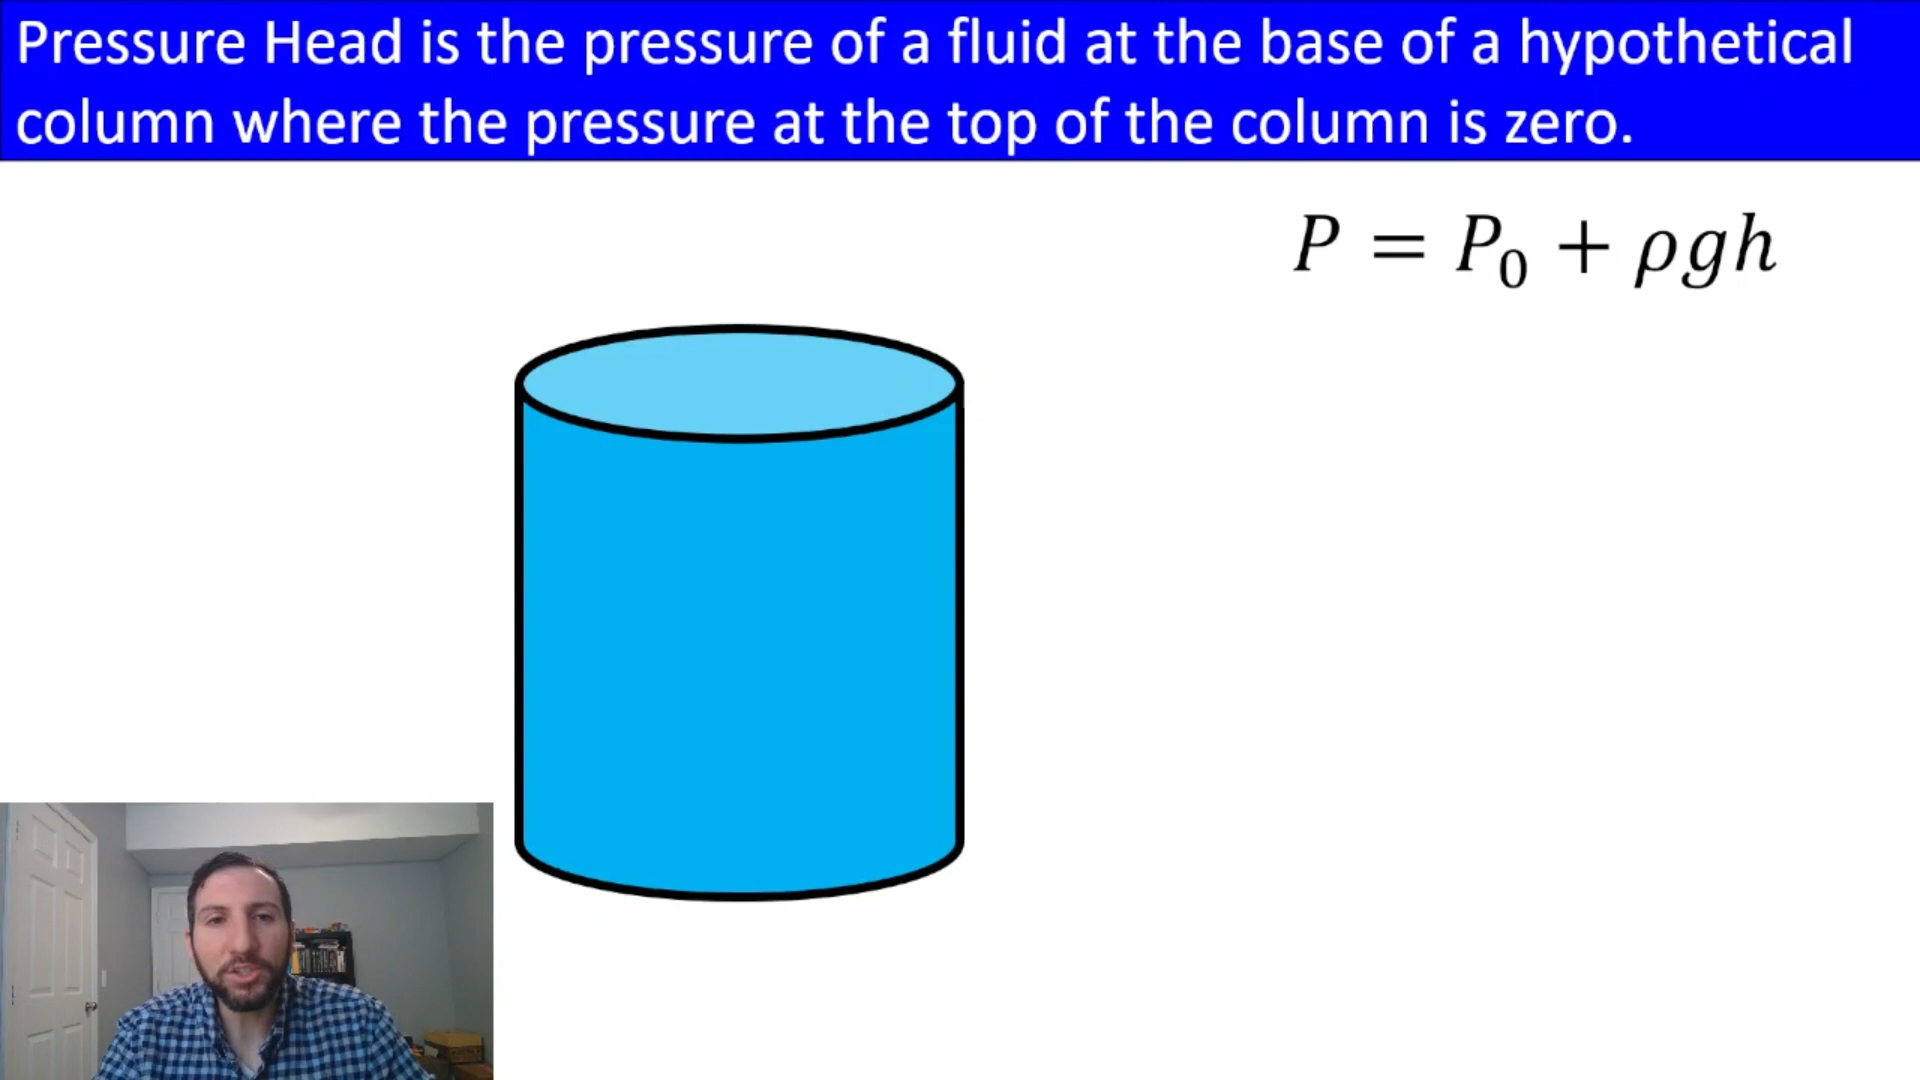 Pressure Head is the pressure of a fluid at the base of a hypothetical
column where the pressure at the top of the column is zero.
P = P₀ + ρgh